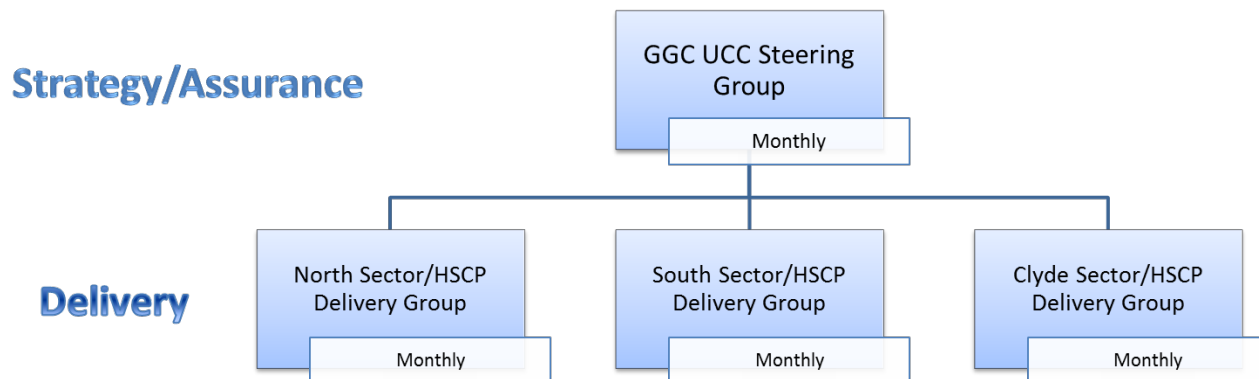 Strategy/Assurance
GGC UCC Steering
Group
Monthly
Delivery
North Sector/HSCP
Delivery Group
Monthly
South Sector/HSCP
Delivery Group
Monthly
Clyde Sector/HSCP
Delivery Group
Monthly